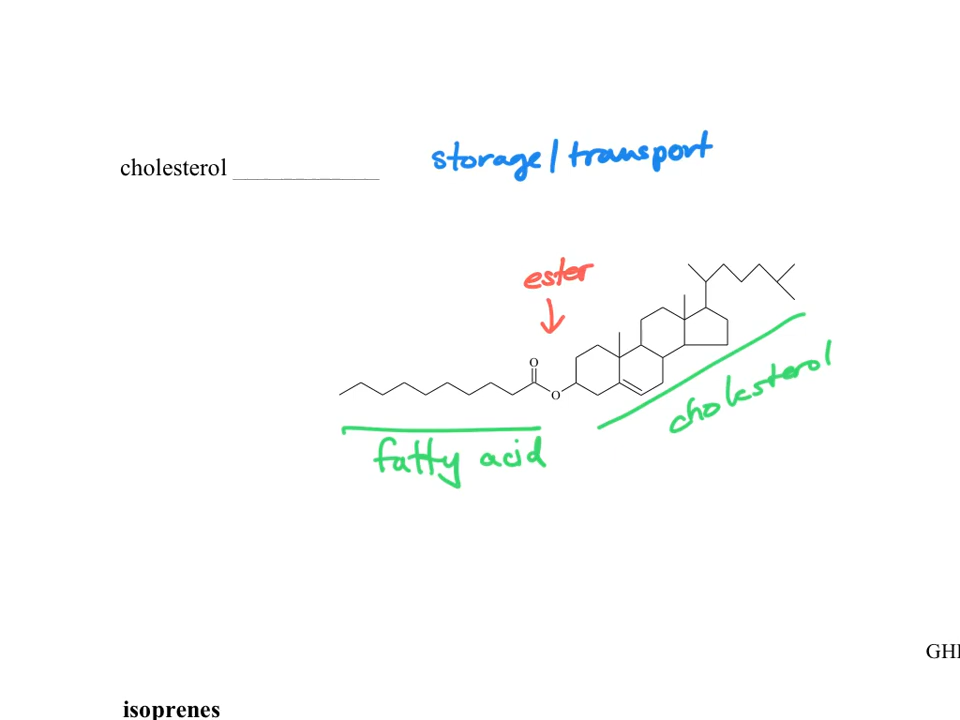 storage/transport
cholesterol ____________
ester
O
O
cholesterol
fatty acid
GHI
isoprenes